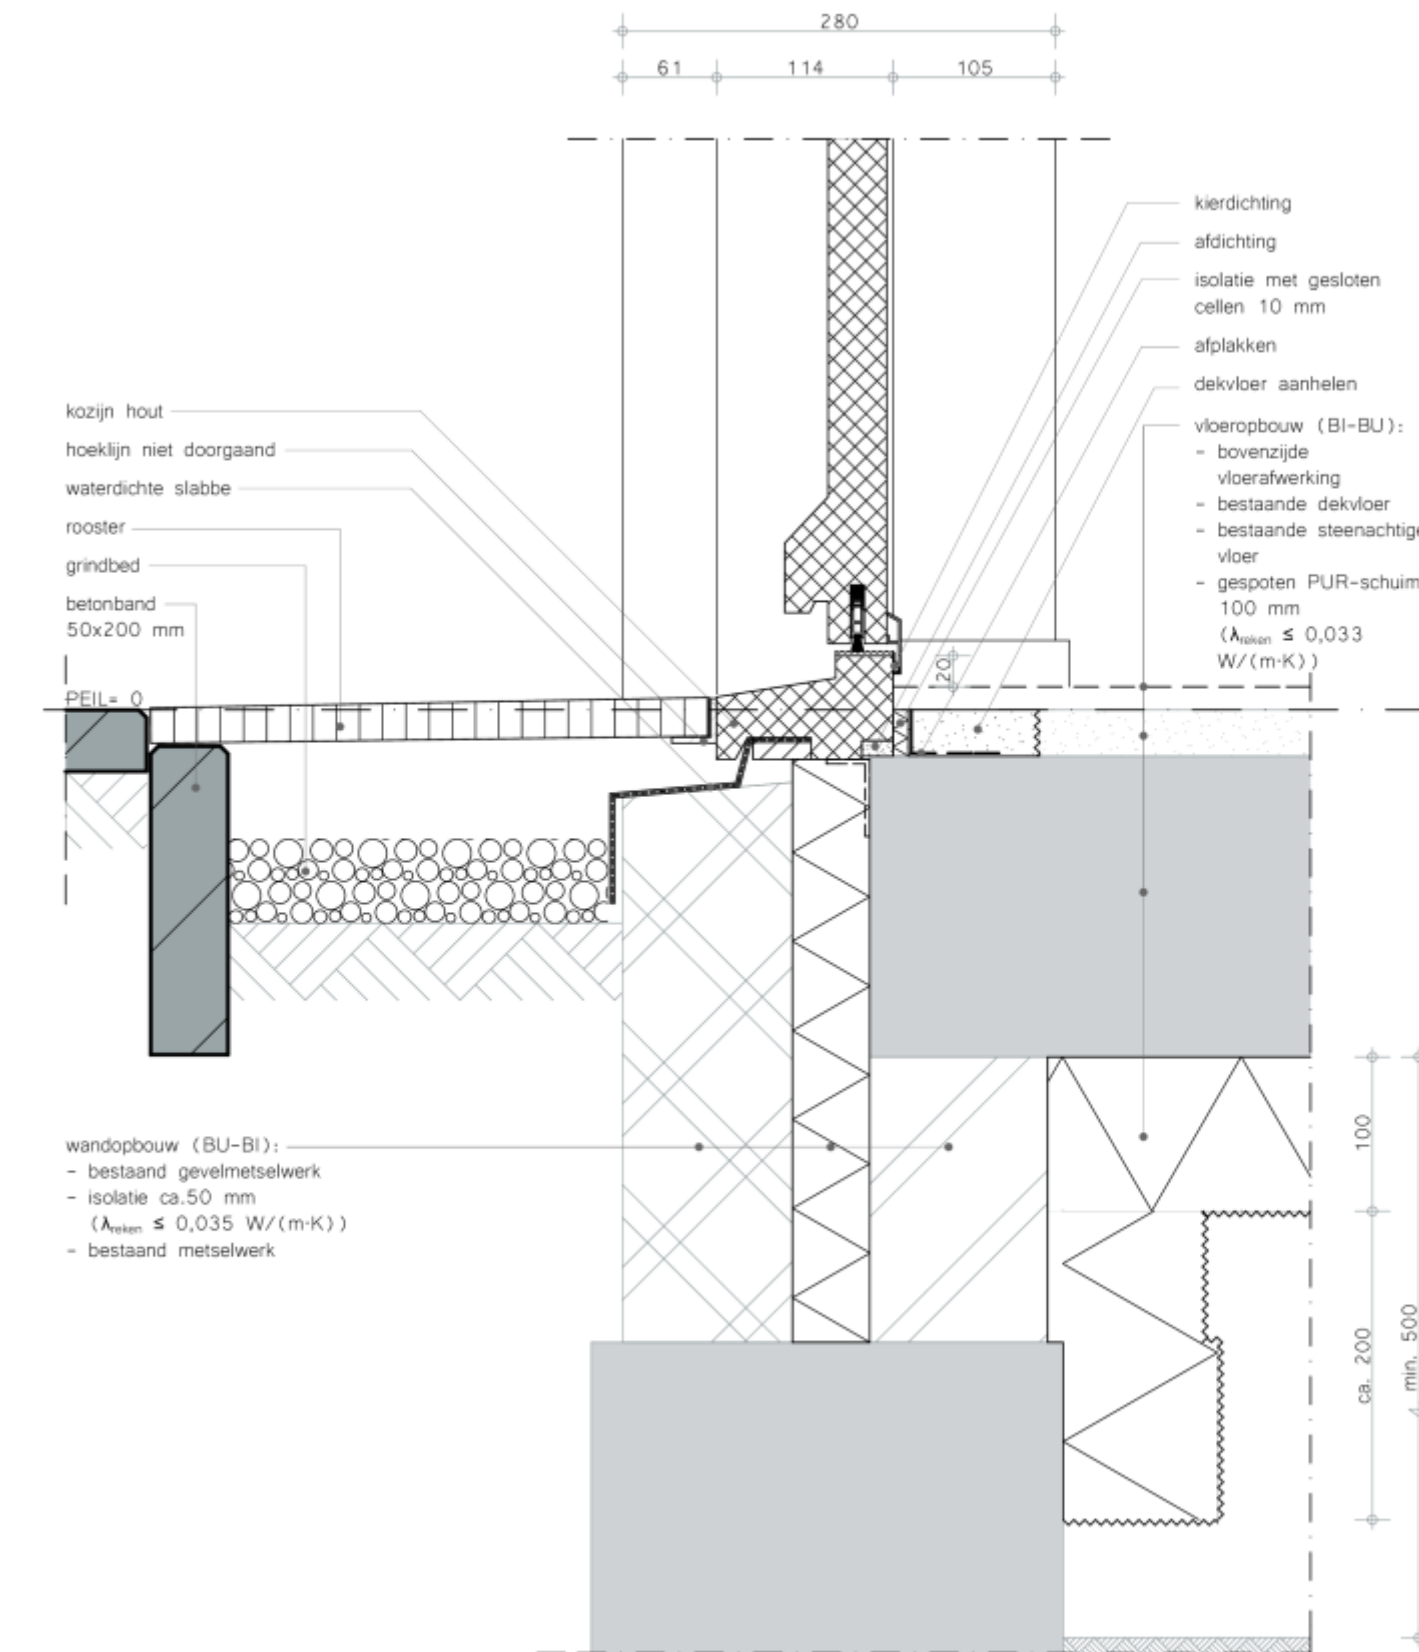 280
61
114
105
kierdichting
afdichting
isolatie met gesloten
cellen 10 mm
afplakken
dekvloer aanhelen
vloeropbouw (BI-BU):
- bovenzijde
vloerafwerking
- bestaande dekvloer
- bestaande steenachtige
vloer
- gespoten PUR-schuim
100 mm
(λreken ≤ 0,033
W/(m·K))
kozijn hout
hoeklijn niet doorgaand
waterdichte slabbe
rooster
grindbed
betonband
50x200 mm
PEIL= 0
20
wandopbouw (BU-BI):
- bestaand gevelmetselwerk
- isolatie ca.50 mm
(λreken ≤ 0,035 W/(m·K))
- bestaand metselwerk
100
ca. 200
min. 500